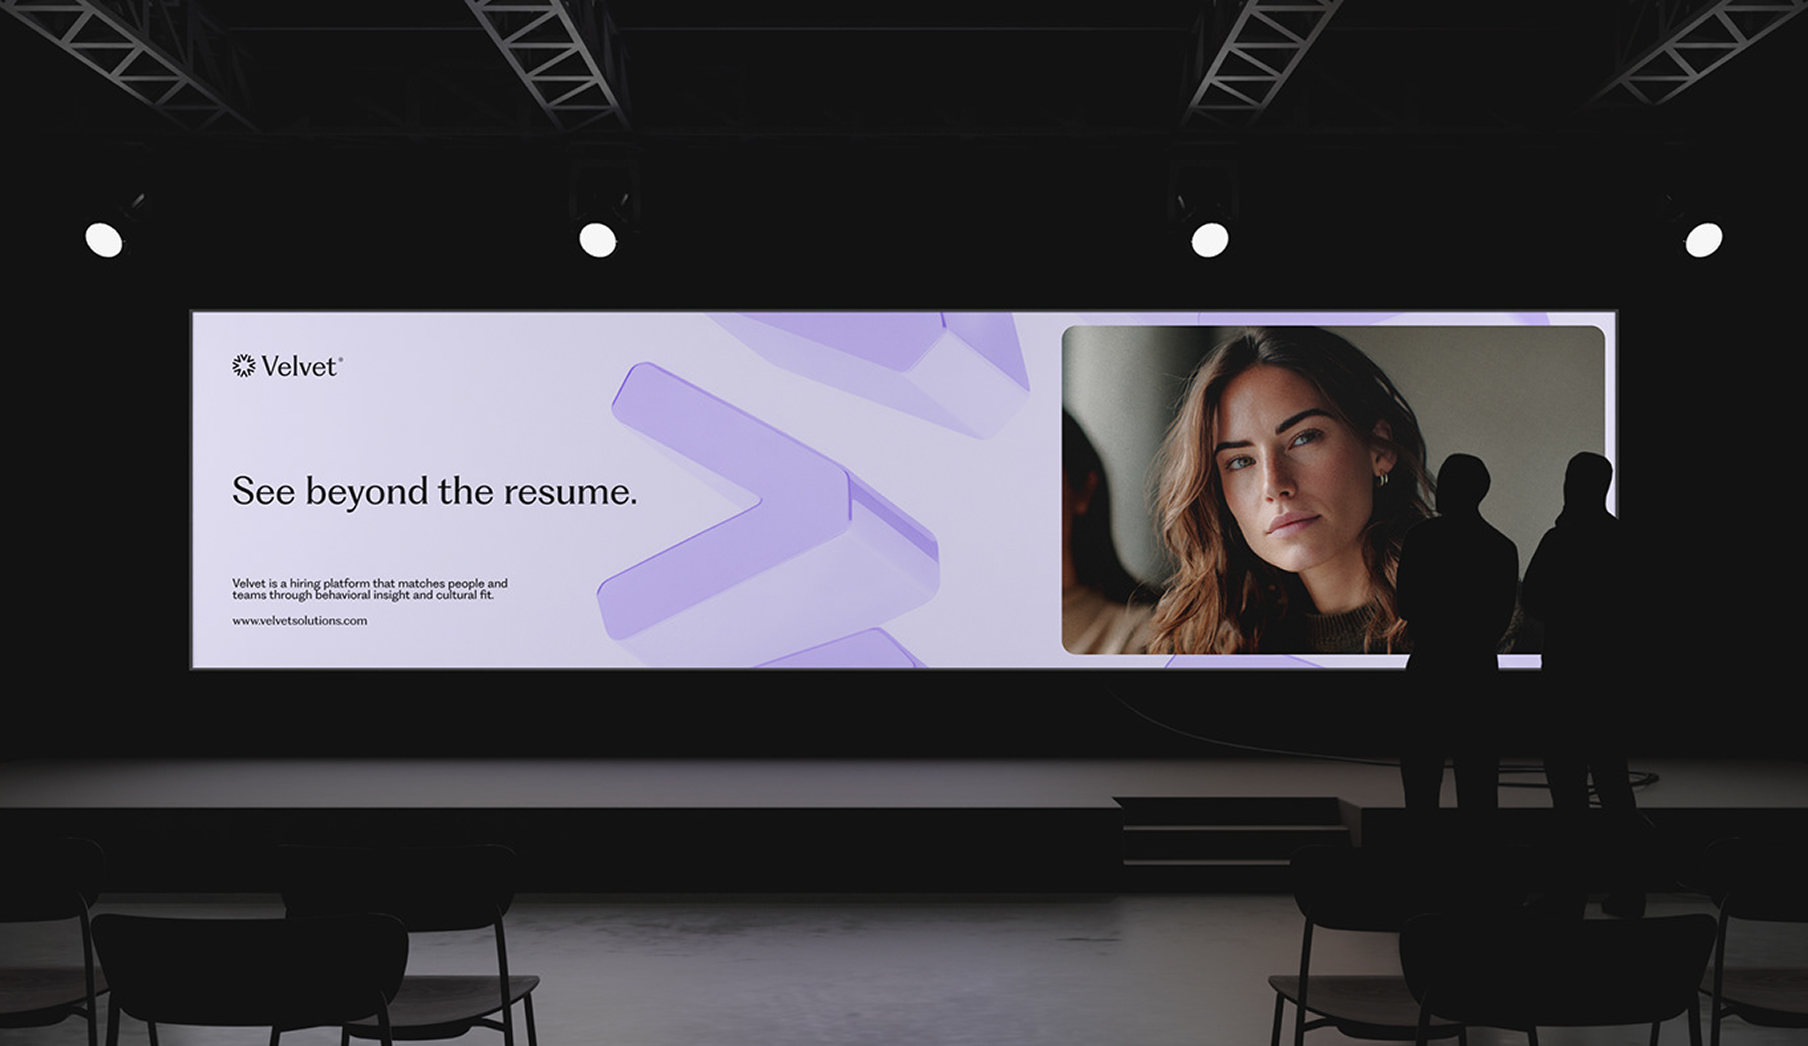 Velvet®
See beyond the resume.
Velvet is a hiring platform that matches people and
teams through behavioral insight and cultural fit.
www.velvetsolutions.com